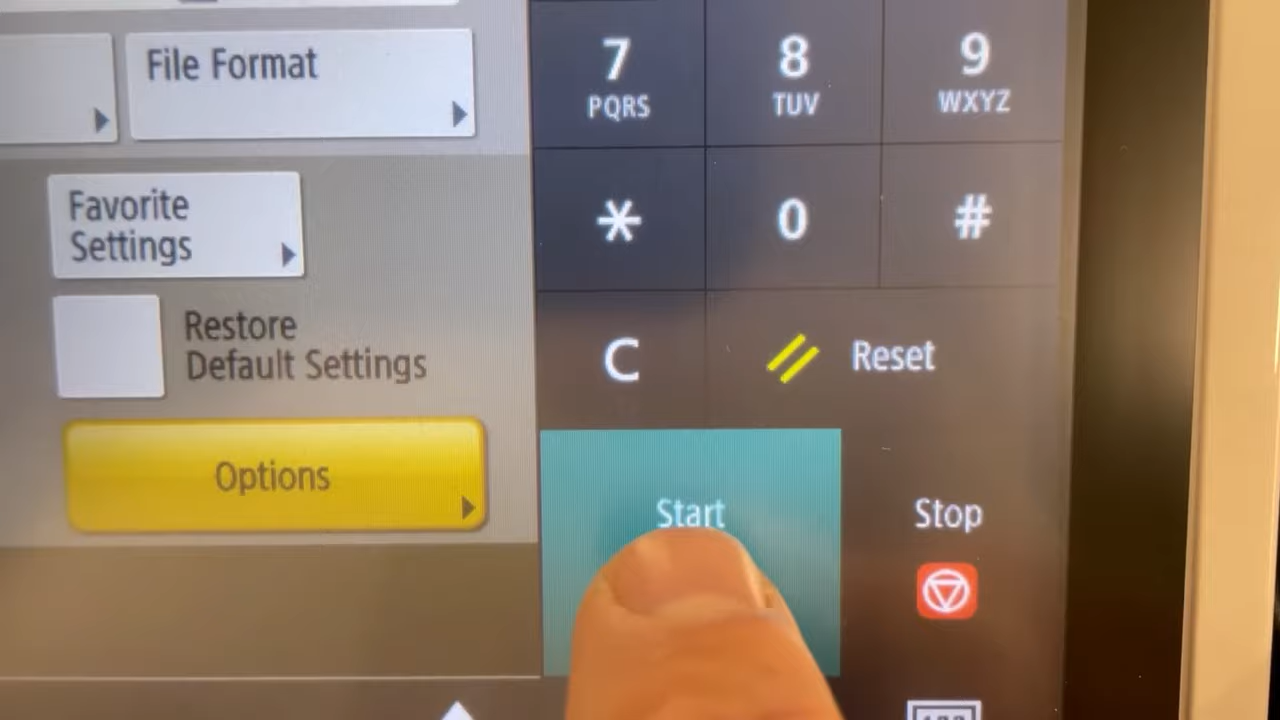 File Format
7
PQRS
8
TUV
9
WXYZ
Favorite
Settings
*
0
#
Restore
Default Settings
C
Reset
Options
Start
Stop